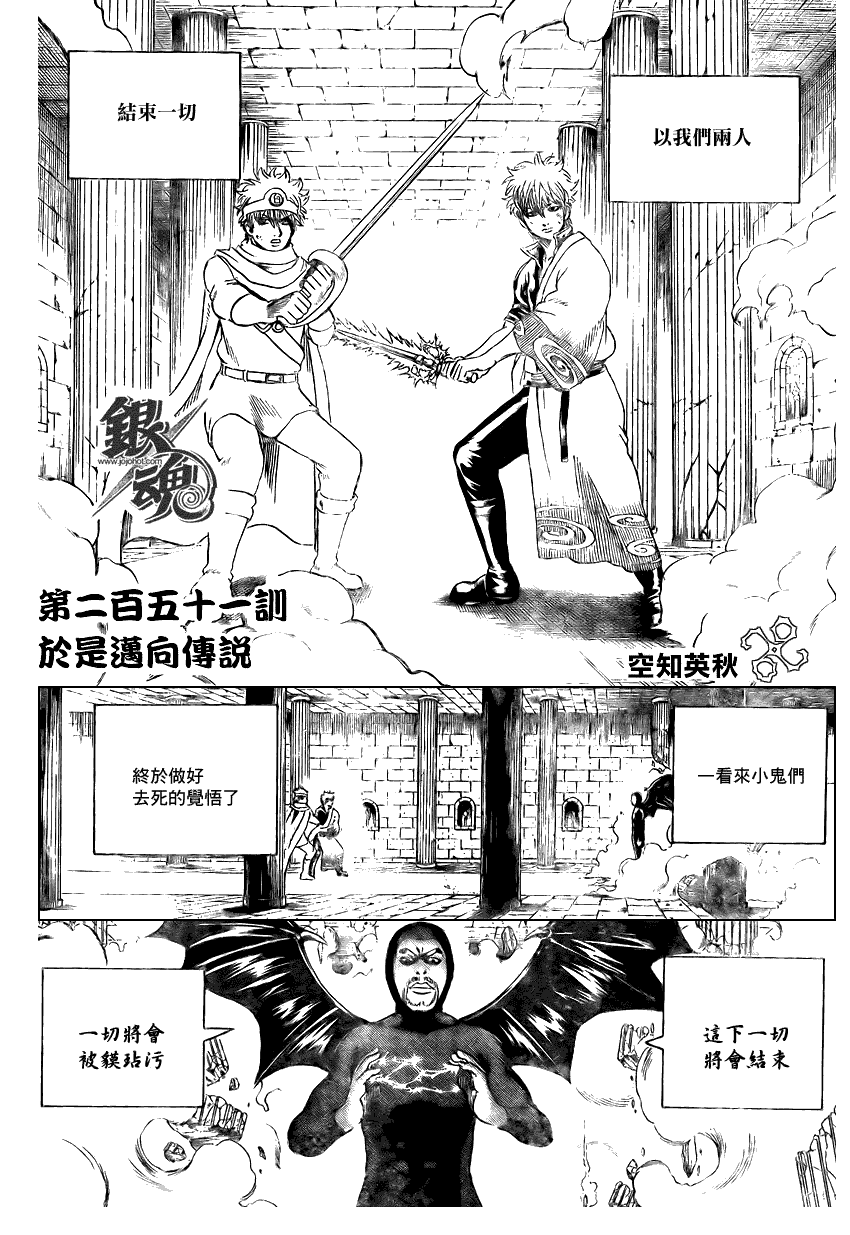 以我們兩人
結束一切
銀魂
www.jojohot.com
第二百五十一訓
於是邁向傳説
空知英秋
一看來小鬼們
終於做好
去死的覺悟了
這下一切
將會結束
一切將會
被貘玷污